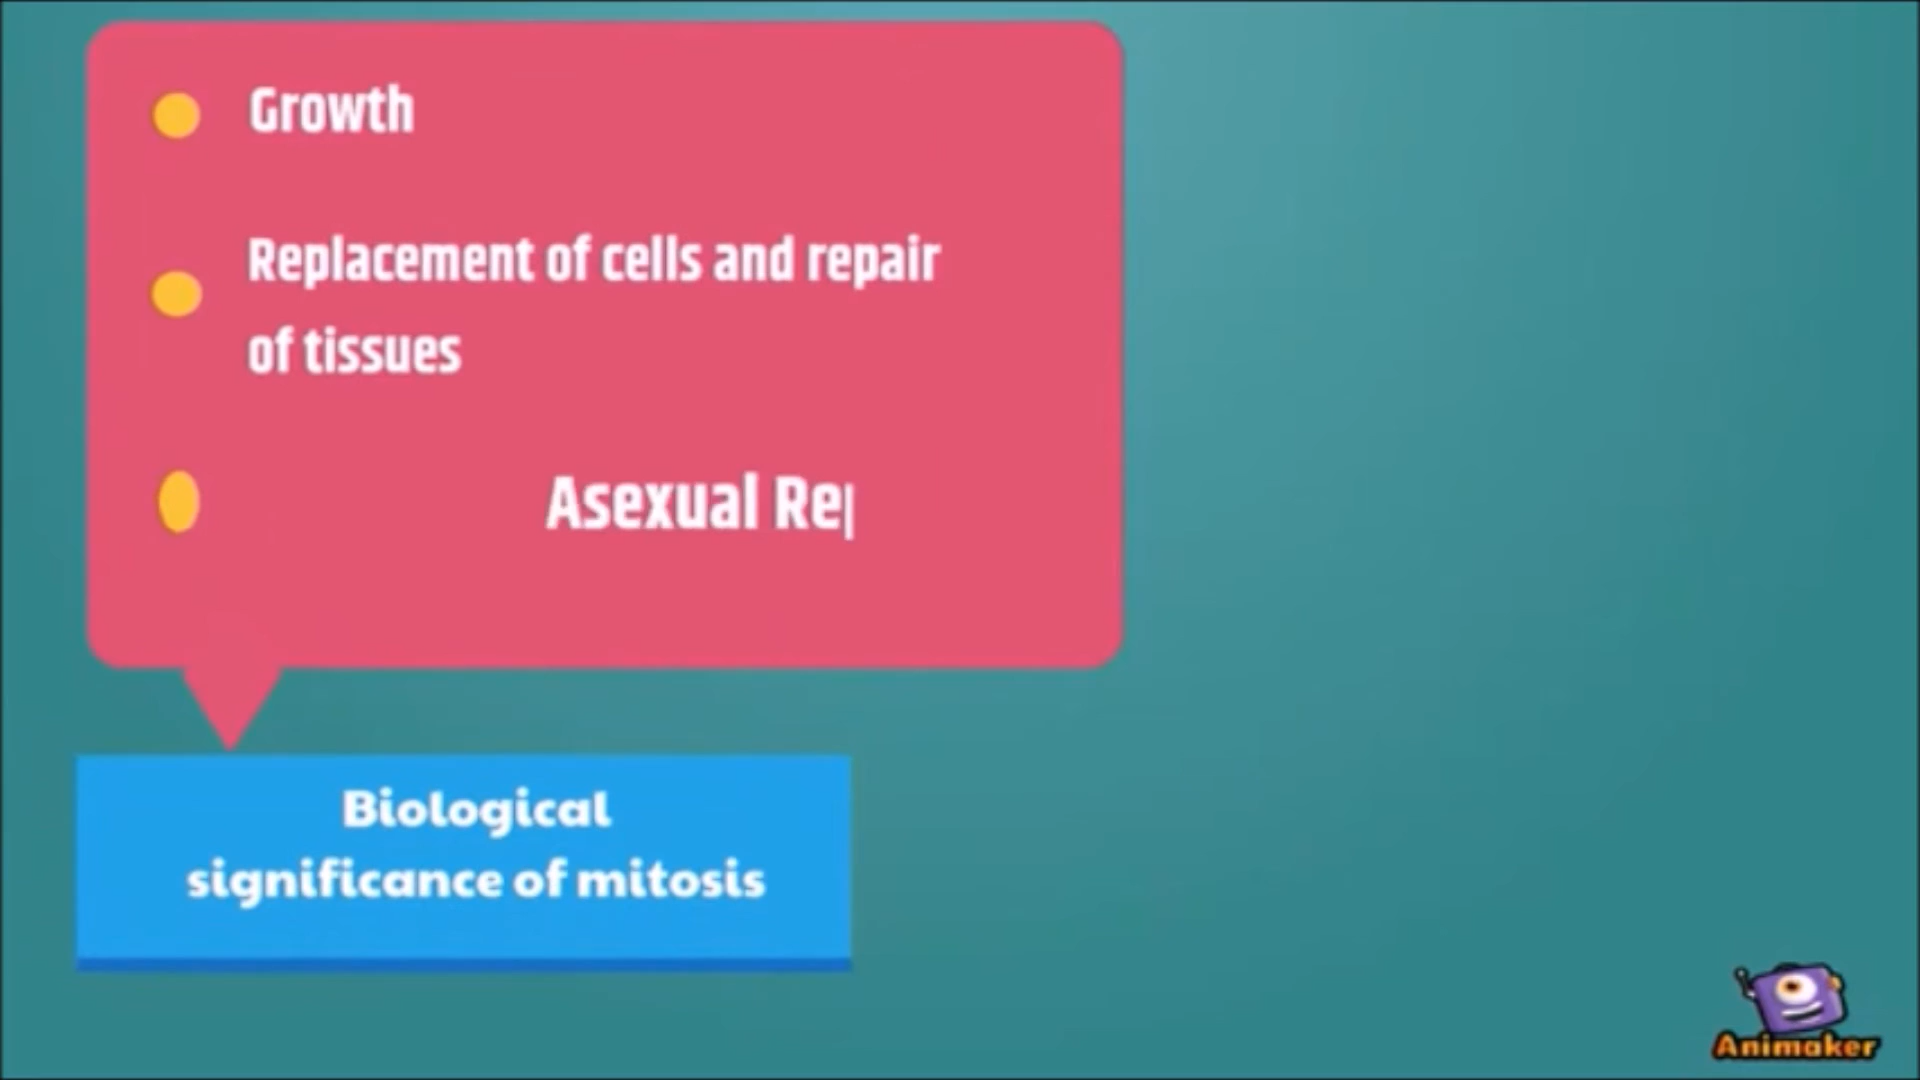 Growth
Replacement of cells and repair
of tissues
Asexual Re
Biological
significance of mitosis
Animaker